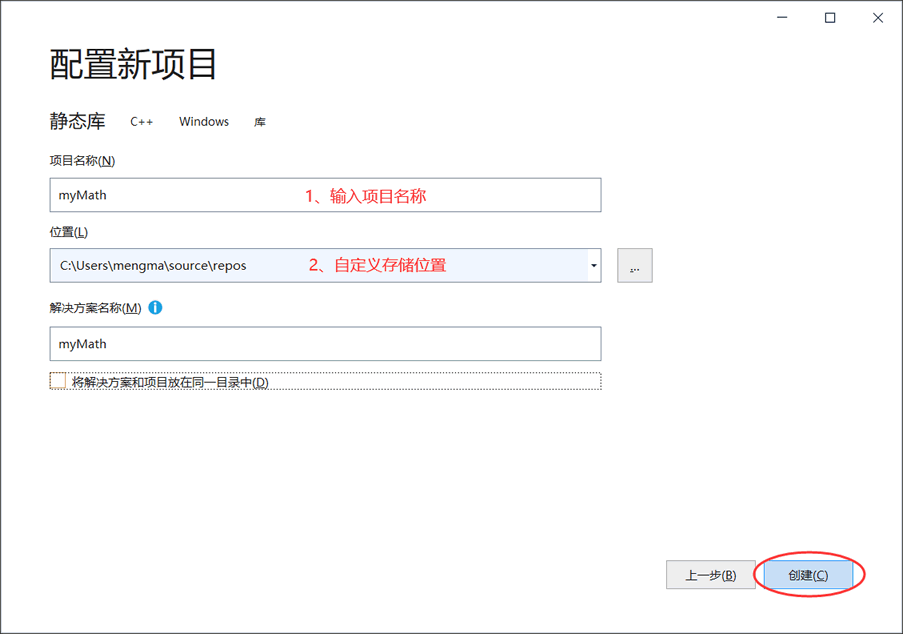 配置新项目
静态库 C++ Windows 库
项目名称(N)
myMath 1、输入项目名称
位置(L)
C:\Users\mengma\source\repos 2、自定义存储位置 ...
解决方案名称(M) i
myMath
将解决方案和项目放在同一目录中(D)
上一步(B) 创建(C)